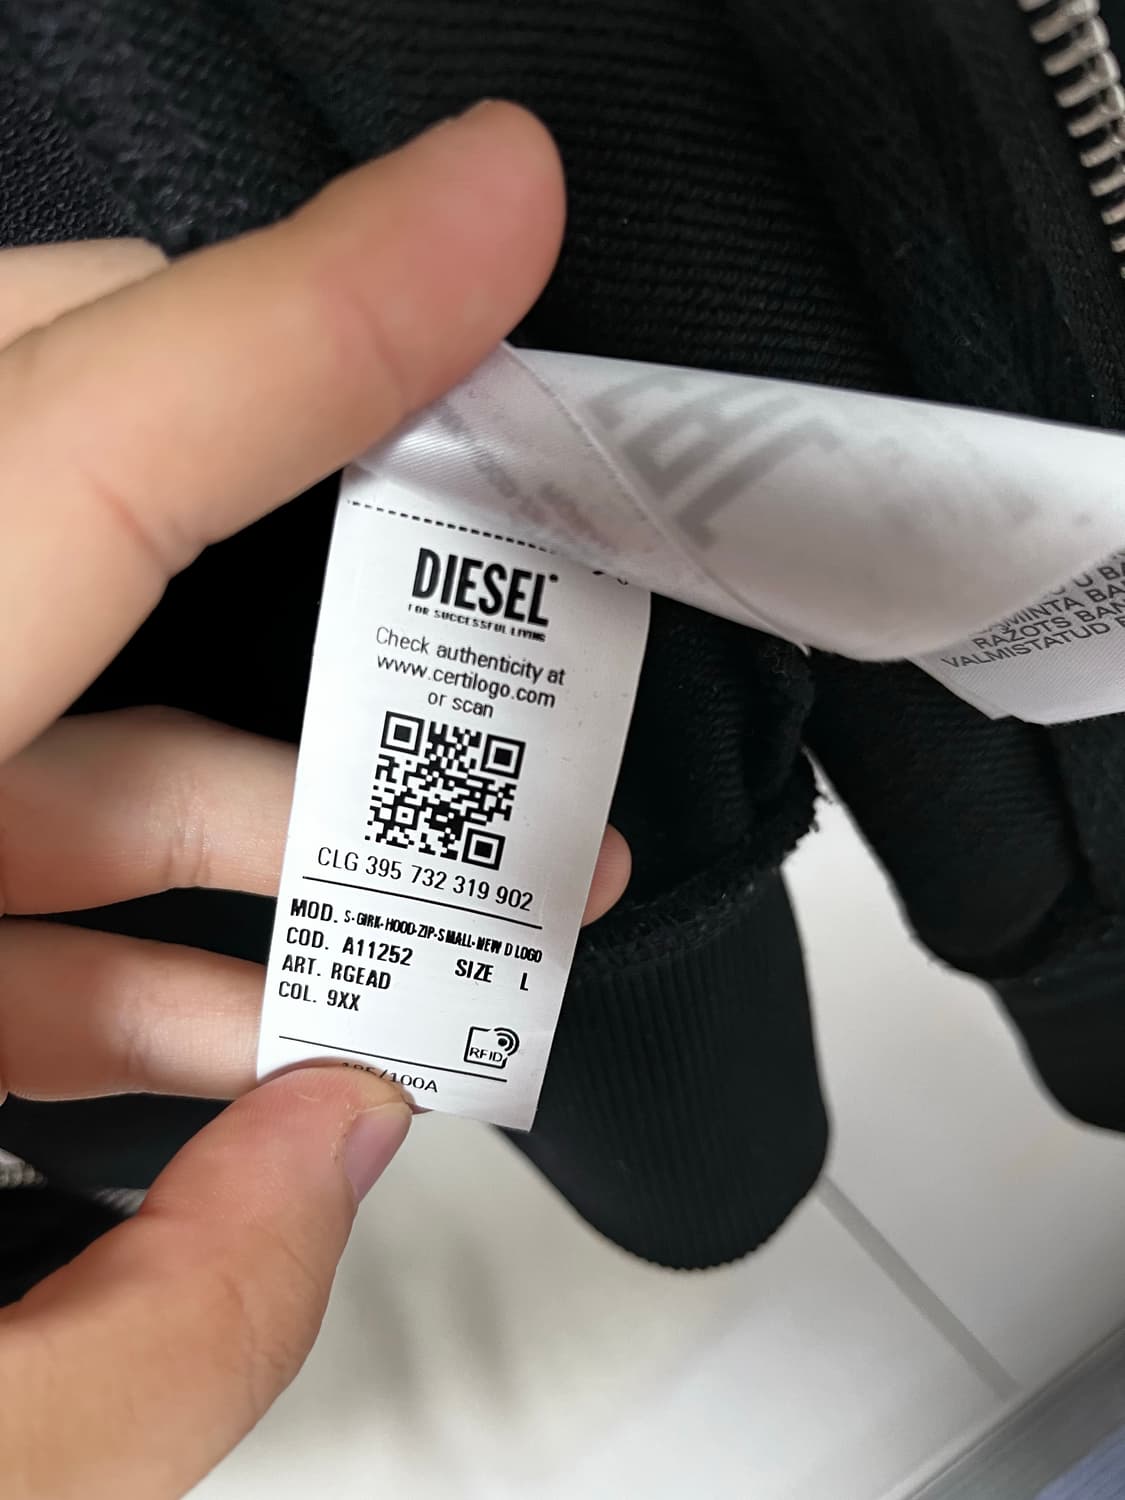 DIESEL
FOR SUCCESSFUL LIVING
Check authenticity at
www.certilogo.com
or scan
CLG 395 732 319 902
MOD. S-GIRK-HOOD-ZIP-SMALL-NEW D LOGO
COD. A11252 SIZE L
ART. RGEAD
COL. 9XX
RFID
/100A
RAZOTS
VALMISTATUD